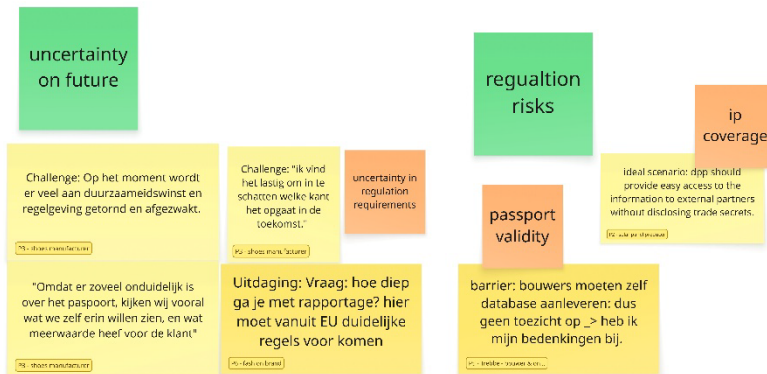 uncertainty
on future
Challenge: Op het moment wordt
er veel aan duurzaameidswinst en
regelgeving getornd en afgezwakt.
P3 - shoes manufacturer
Challenge: "ik vind
het lastig om in te
schatten welke kant
het opgaat in de
toekomst."
P3 - shoes manufacturer
uncertainty in
regulation
requirements
"Omdat er zoveel onduidelijk is
over het paspoort, kijken wij vooral
wat we zelf erin willen zien, en wat
meerwaarde heef voor de klant"
P3 - shoes manufacturer
Uitdaging: Vraag: hoe diep
ga je met rapportage? hier
moet vanuit EU duidelijke
regels voor komen
fashion brand
regualtion
risks
ip
coverage
ideal scenario: dpp should
provide easy access to the
information to external partners
without disclosing trade secrets.
passport
validity
barrier: bouwers moeten zelf
database aanleveren: dus
geen toezicht op _> heb ik
mijn bedenkingen bij.
bouwer & on...